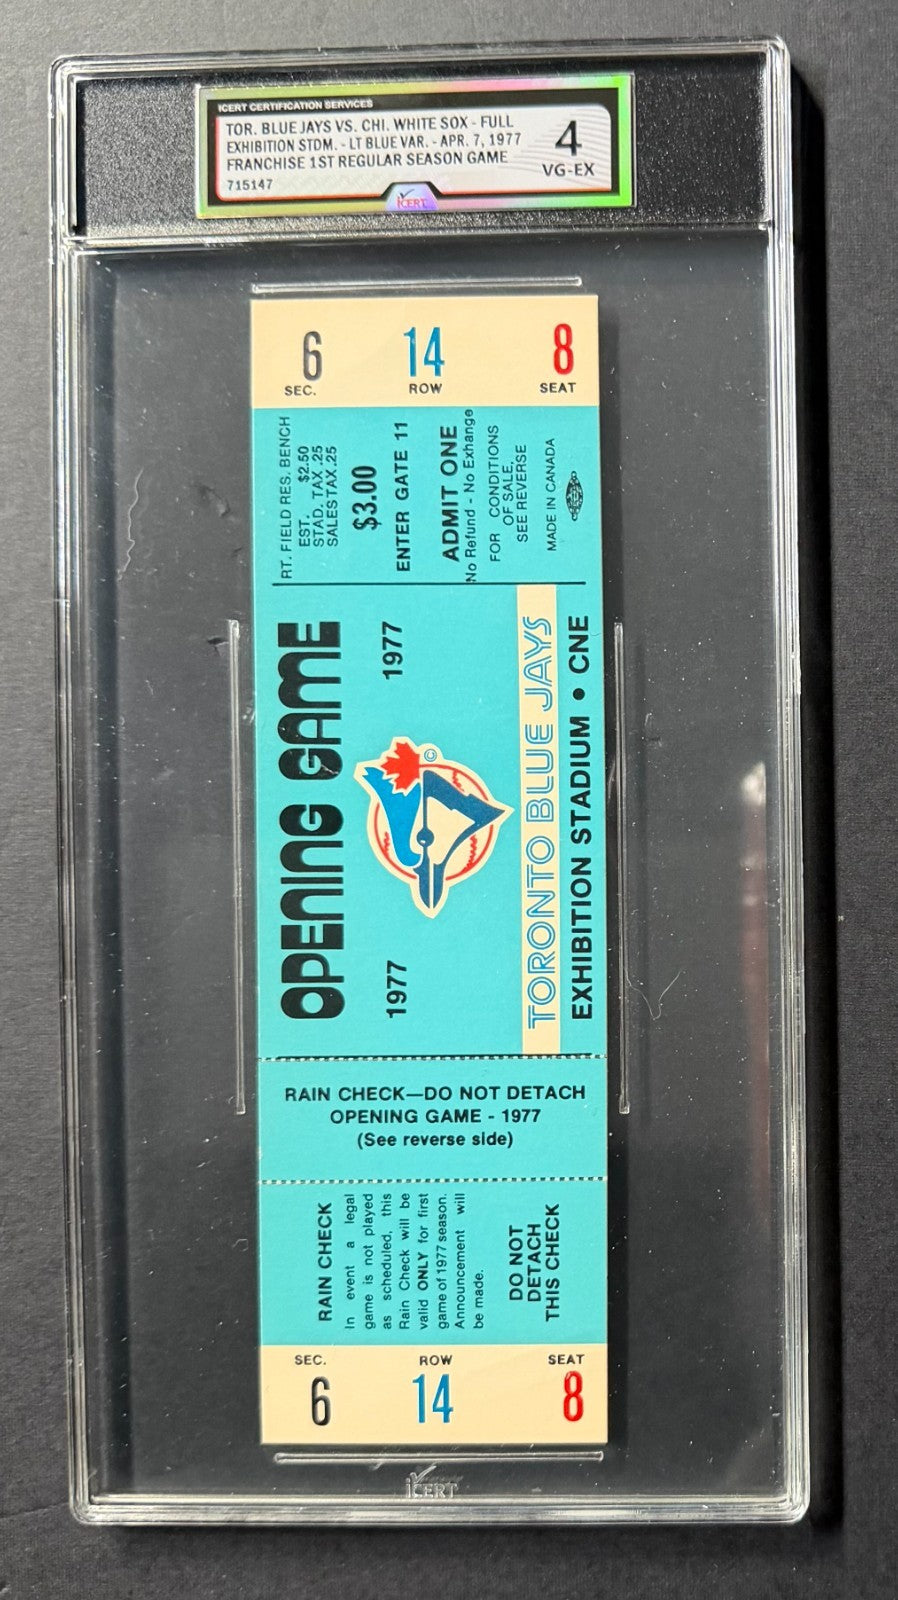 ICERT CERTIFICATION SERVICES
TOR. BLUE JAYS VS. CHI. WHITE SOX - FULL
EXHIBITION STDM. - LT BLUE VAR. - APR. 7, 1977
FRANCHISE 1ST REGULAR SEASON GAME
715147
4
VG-EX
iCERT
6 14 8
SEC. ROW SEAT
RT. FIELD RES. BENCH
EST. $2.50
STAD. TAX .25
SALES TAX .25
$3.00
ENTER GATE 11
ADMIT ONE
No Refund - No Exhange
FOR CONDITIONS
OF SALE,
SEE REVERSE
MADE IN CANADA
OPENING GAME
1977 1977
©
TORONTO BLUE JAYS
EXHIBITION STADIUM • CNE
RAIN CHECK—DO NOT DETACH
OPENING GAME - 1977
(See reverse side)
RAIN CHECK
In event a legal
game is not played
as scheduled, this
Rain Check will be
valid ONLY for first
game of 1977 season.
Announcement will
be made.
DO NOT
DETACH
THIS CHECK
SEC. ROW SEAT
6 14 8
iCERT